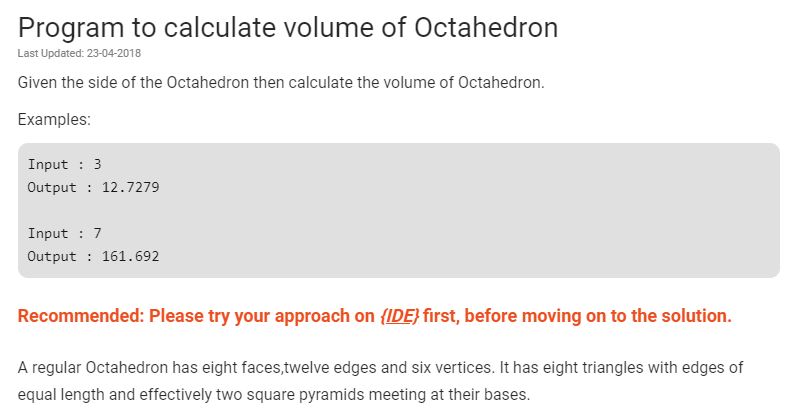 Program to calculate volume of Octahedron
Last Updated: 23-04-2018
Given the side of the Octahedron then calculate the volume of Octahedron.
Examples:
Input : 3
Output : 12.7279
Input : 7
Output : 161.692
Recommended: Please try your approach on {IDE} first, before moving on to the solution.
A regular Octahedron has eight faces,twelve edges and six vertices. It has eight triangles with edges of
equal length and effectively two square pyramids meeting at their bases.